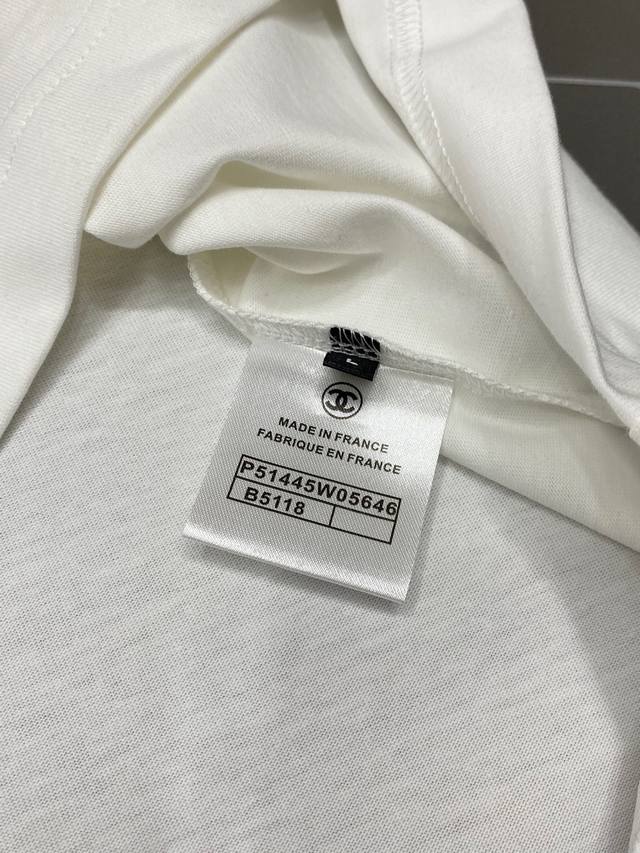 L
MADE IN FRANCE
FABRIQUE EN FRANCE
P51445W05646
B5118